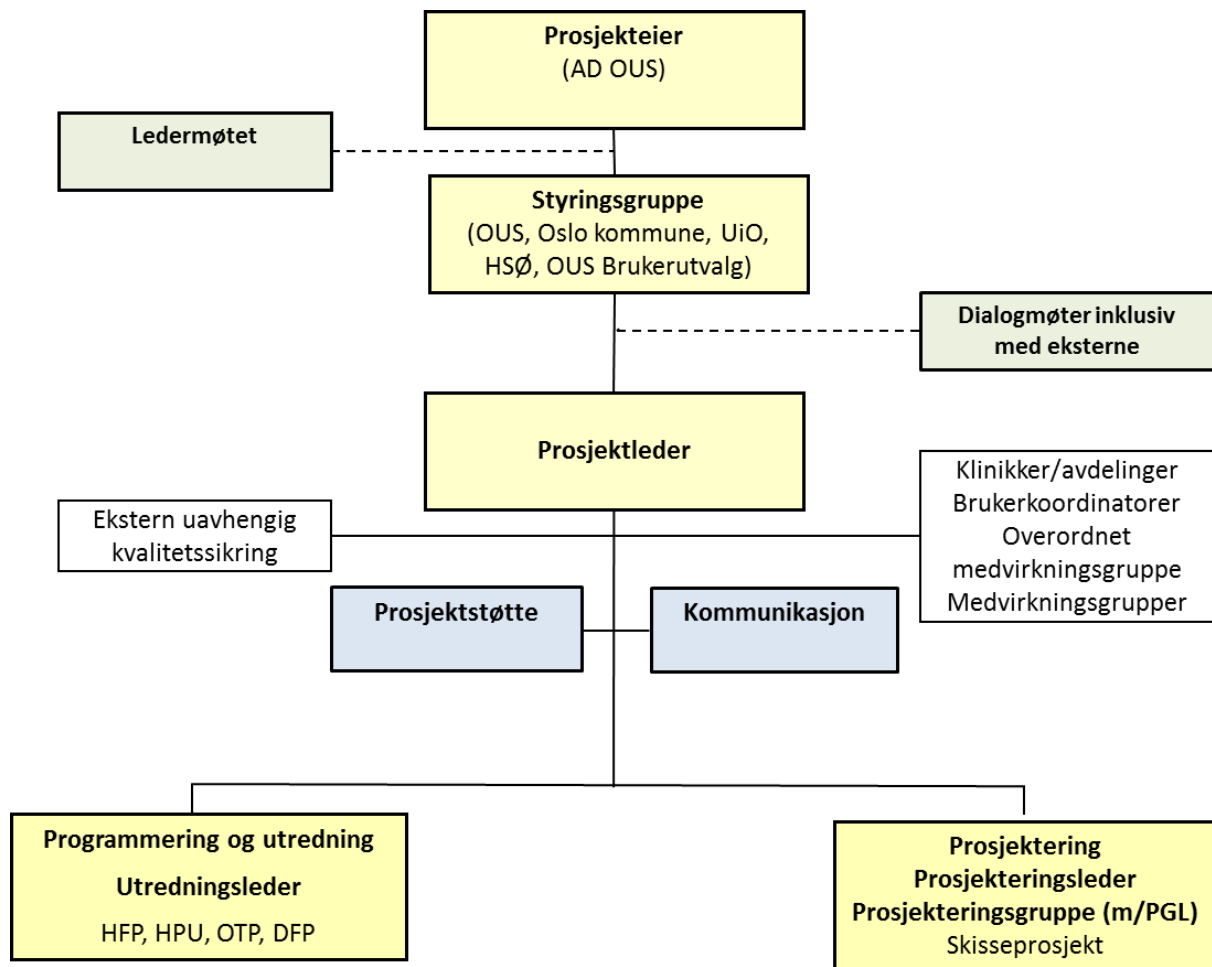 Prosjekteier
(AD OUS)
Ledermøtet
Styringsgruppe
(OUS, Oslo kommune, UiO,
HSØ, OUS Brukerutvalg)
Dialogmøter inklusiv
med eksterne
Prosjektleder
Ekstern uavhengig
kvalitetssikring
Klinikker/avdelinger
Brukerkoordinatorer
Overordnet
medvirkningsgruppe
Medvirkningsgrupper
Prosjektstøtte
Kommunikasjon
Programmering og utredning
Utredningsleder
HFP, HPU, OTP, DFP
Prosjektering
Prosjekteringsleder
Prosjekteringsgruppe (m/PGL)
Skisseprosjekt